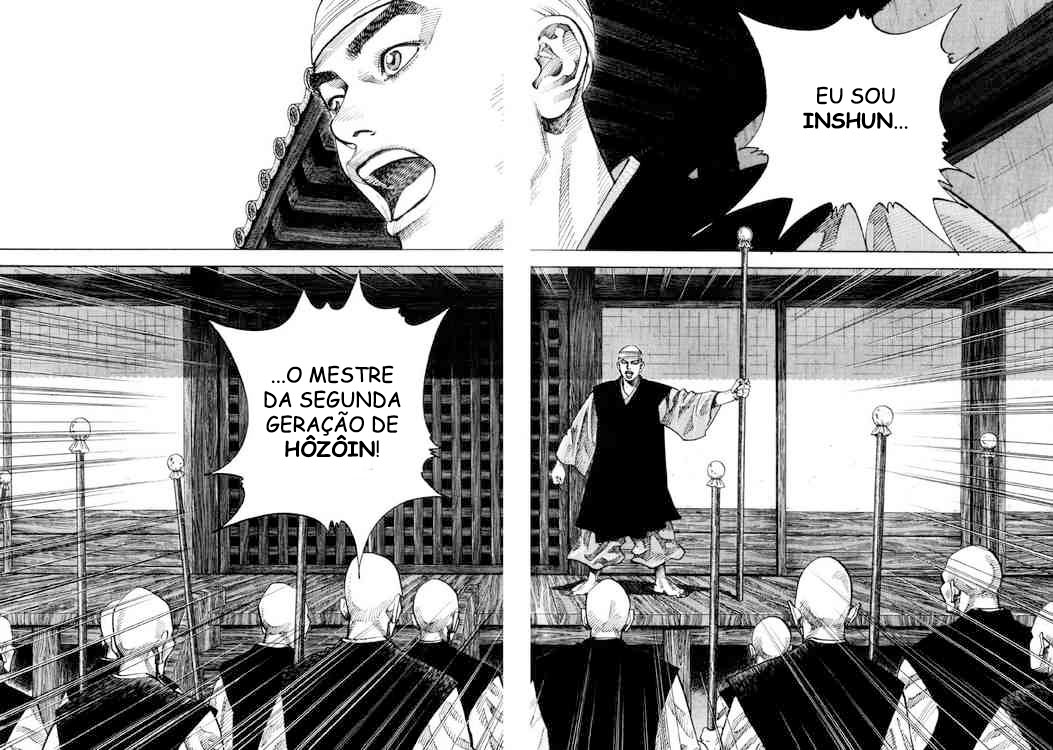 EU SOU
INSHUN...
...O MESTRE
DA SEGUNDA
GERAÇÃO DE
HÔZÔIN!